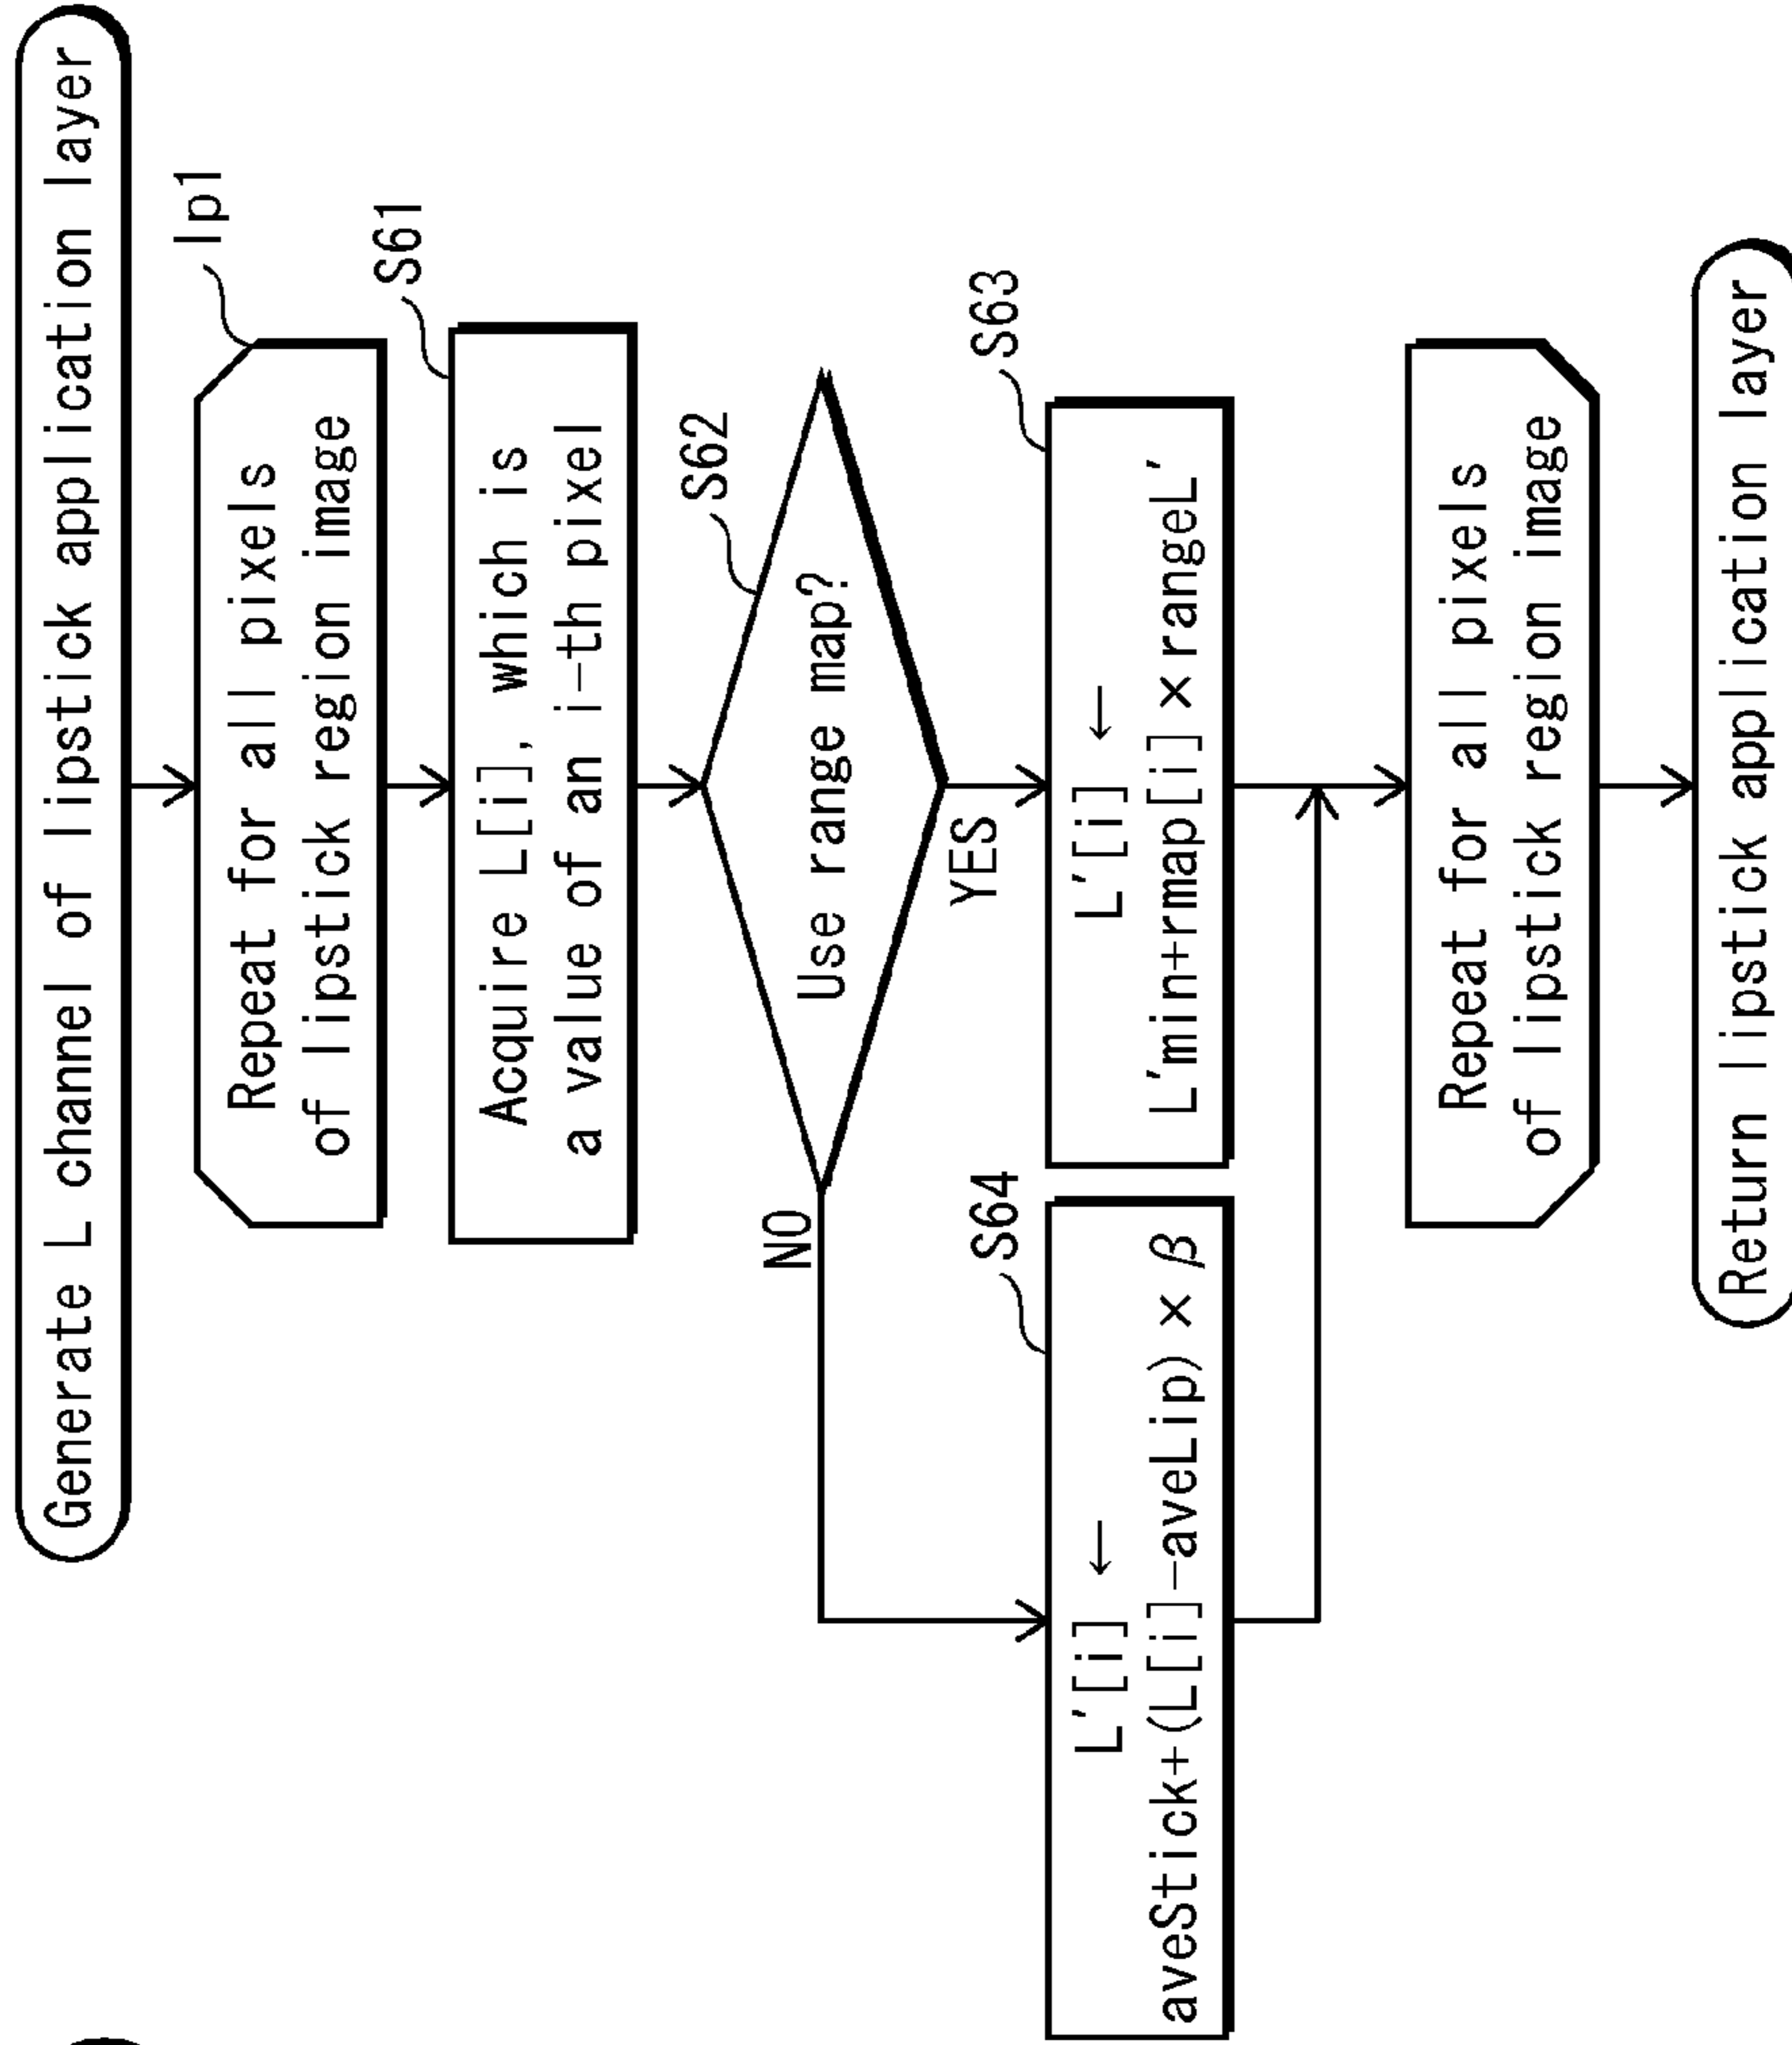 Generate L channel of lipstick application layer
lp1
Repeat for all pixels
of lipstick region image
S61
Acquire L[i], which is
a value of an i-th pixel
S62
Use range map?
NO
YES
S64
L'[i] ←
aveStick+(L[i]-aveLip) × β
S63
L'[i] ←
L'min+rmap[i] × rangeL'
Repeat for all pixels
of lipstick region image
Return lipstick application layer